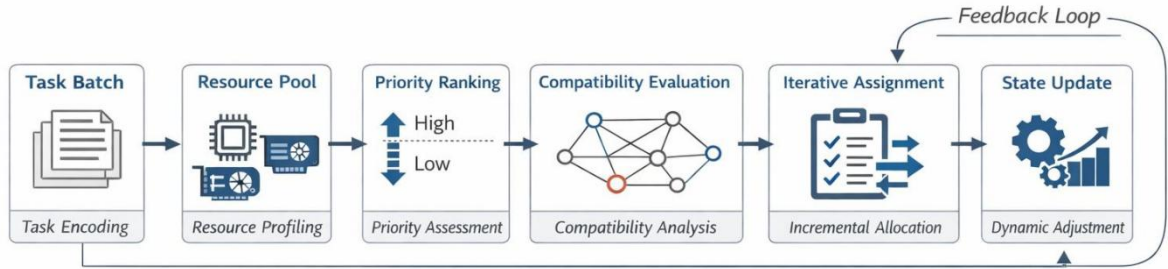 Feedback Loop
Task Batch
Resource Pool
Priority Ranking
Compatibility Evaluation
Iterative Assignment
State Update
High
Low
Task Encoding
Resource Profiling
Priority Assessment
Compatibility Analysis
Incremental Allocation
Dynamic Adjustment